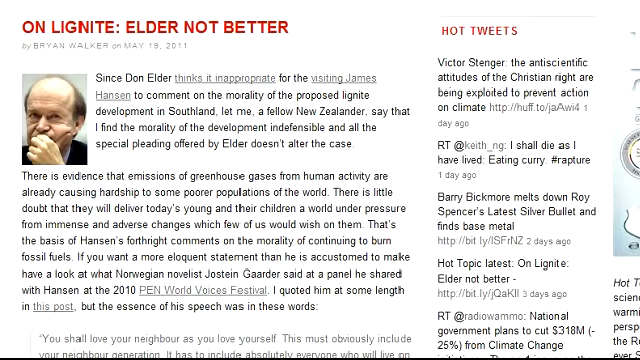 ON LIGNITE: ELDER NOT BETTER
by BRYAN WALKER on MAY 19, 2011
Since Don Elder thinks it inappropriate for the visiting James
Hansen to comment on the morality of the proposed lignite
development in Southland, let me, a fellow New Zealander, say that
I find the morality of the development indefensible and all the
special pleading offered by Elder doesn't alter the case.
There is evidence that emissions of greenhouse gases from human activity are
already causing hardship to some poorer populations of the world. There is little
doubt that they will deliver today's young and their children a world under pressure
from immense and adverse changes which few of us would wish on them. That's
the basis of Hansen's forthright comments on the morality of continuing to burn
fossil fuels. If you want a more eloquent statement than he is accustomed to make
have a look at what Norwegian novelist Jostein Gaarder said at a panel he shared
with Hansen at the 2010 PEN World Voices Festival. I quoted him at some length
in this post, but the essence of his speech was in these words:
"You shall love your neighbour as you love yourself. This must obviously include
your neighbour generation. It has to include absolutely everyone who will live on
HOT TWEETS
Victor Stenger: the antiscientific
attitudes of the Christian right are
being exploited to prevent action
on climate http://huff.to/jaAwi4 1
day ago
RT @keith_ng: I shall die as I
have lived: Eating curry. #rapture
1 day ago
Barry Bickmore melts down Roy
Spencer's Latest Silver Bullet and
finds base metal
http://bit.ly/lSFrNZ 2 days ago
Hot Topic latest: On Lignite:
Elder not better -
http://bit.ly/jQaKlI 3 days ago
RT @radiowammo: National
government plans to cut $318M (-
25%) from Climate Change
Hot T
scienc
warmi
persp
the R